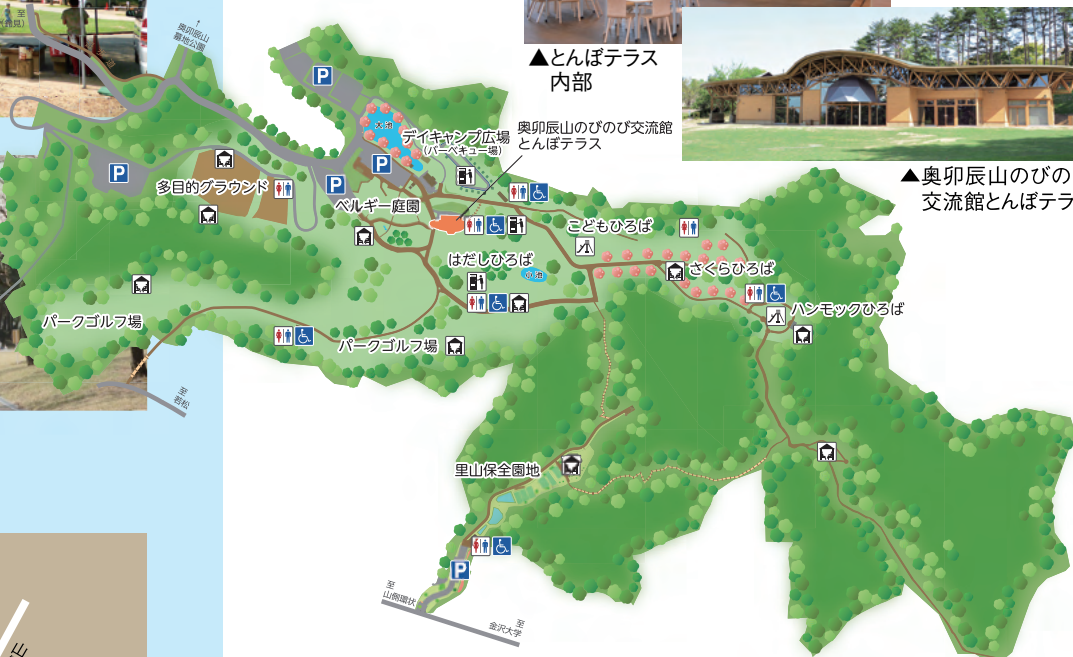 ▲とんぼテラス
内部
▲奥卯辰山のびの
交流館とんぼテラ
至
奥卯辰山
墓地公園
P
大池
デイキャンプ広場
(バーベキュー場)
奥卯辰山のびのび交流館
とんぼテラス
P
P
P
多目的グラウンド
ベルギー庭園
こどもひろば
はだしひろば
小池
さくらひろば
ハンモックひろば
パークゴルフ場
パークゴルフ場
至
若松
里山保全園地
P
至
山側環状
至
金沢大学